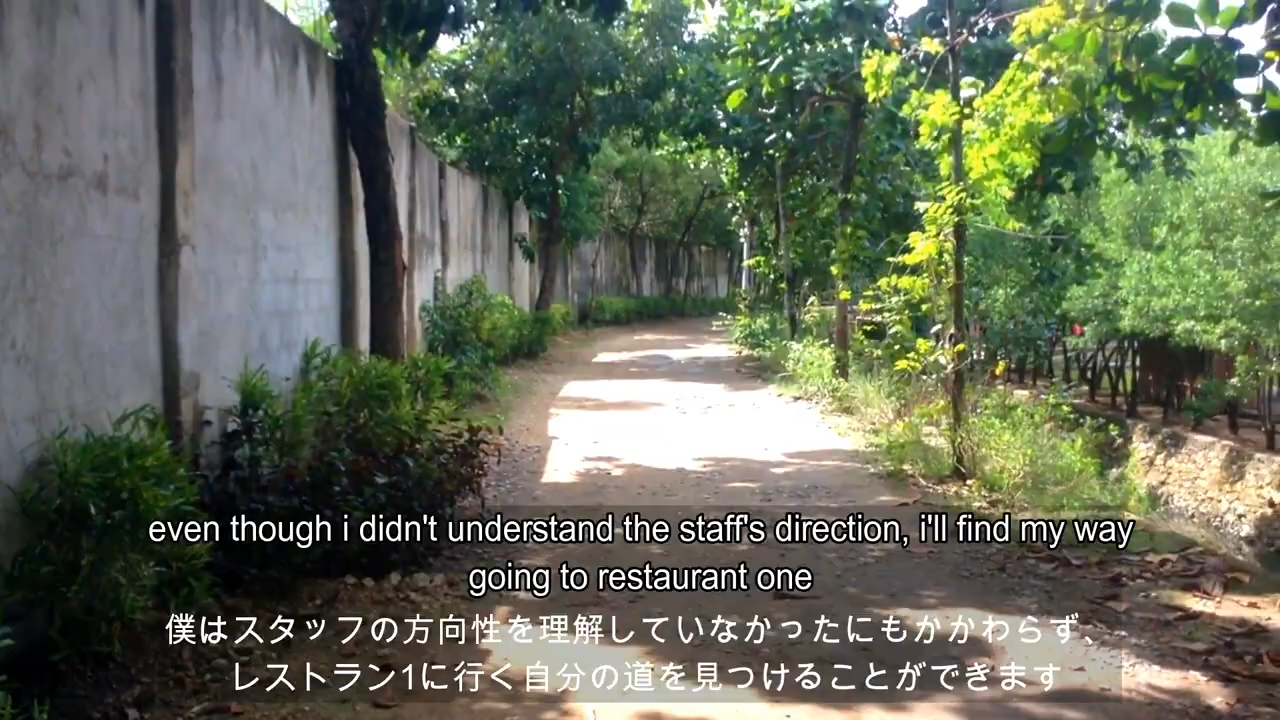 even though i didn't understand the staff's direction, i'll find my way
going to restaurant one
僕はスタッフの方向性を理解していなかったにもかかわらず、
レストラン1に行く自分の道を見つけることができます